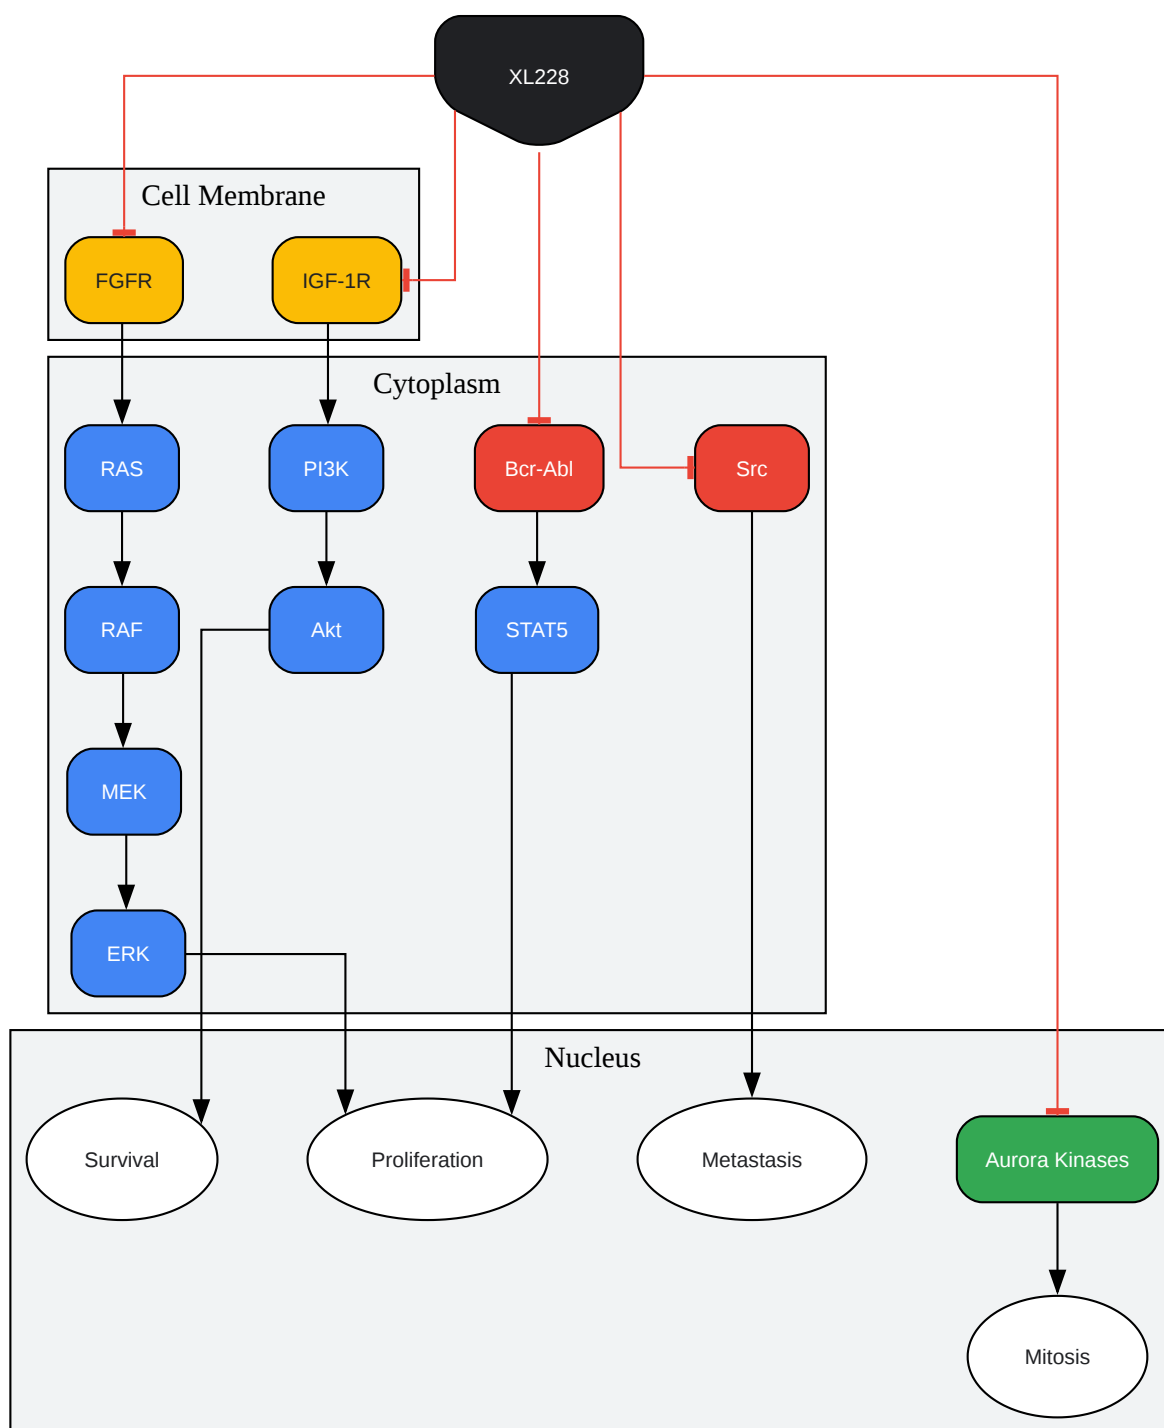 XL228
Cell Membrane
FGFR
IGF-1R
Cytoplasm
RAS
PI3K
Bcr-Abl
Src
RAF
Akt
STAT5
MEK
ERK
Nucleus
Survival
Proliferation
Metastasis
Aurora Kinases
Mitosis